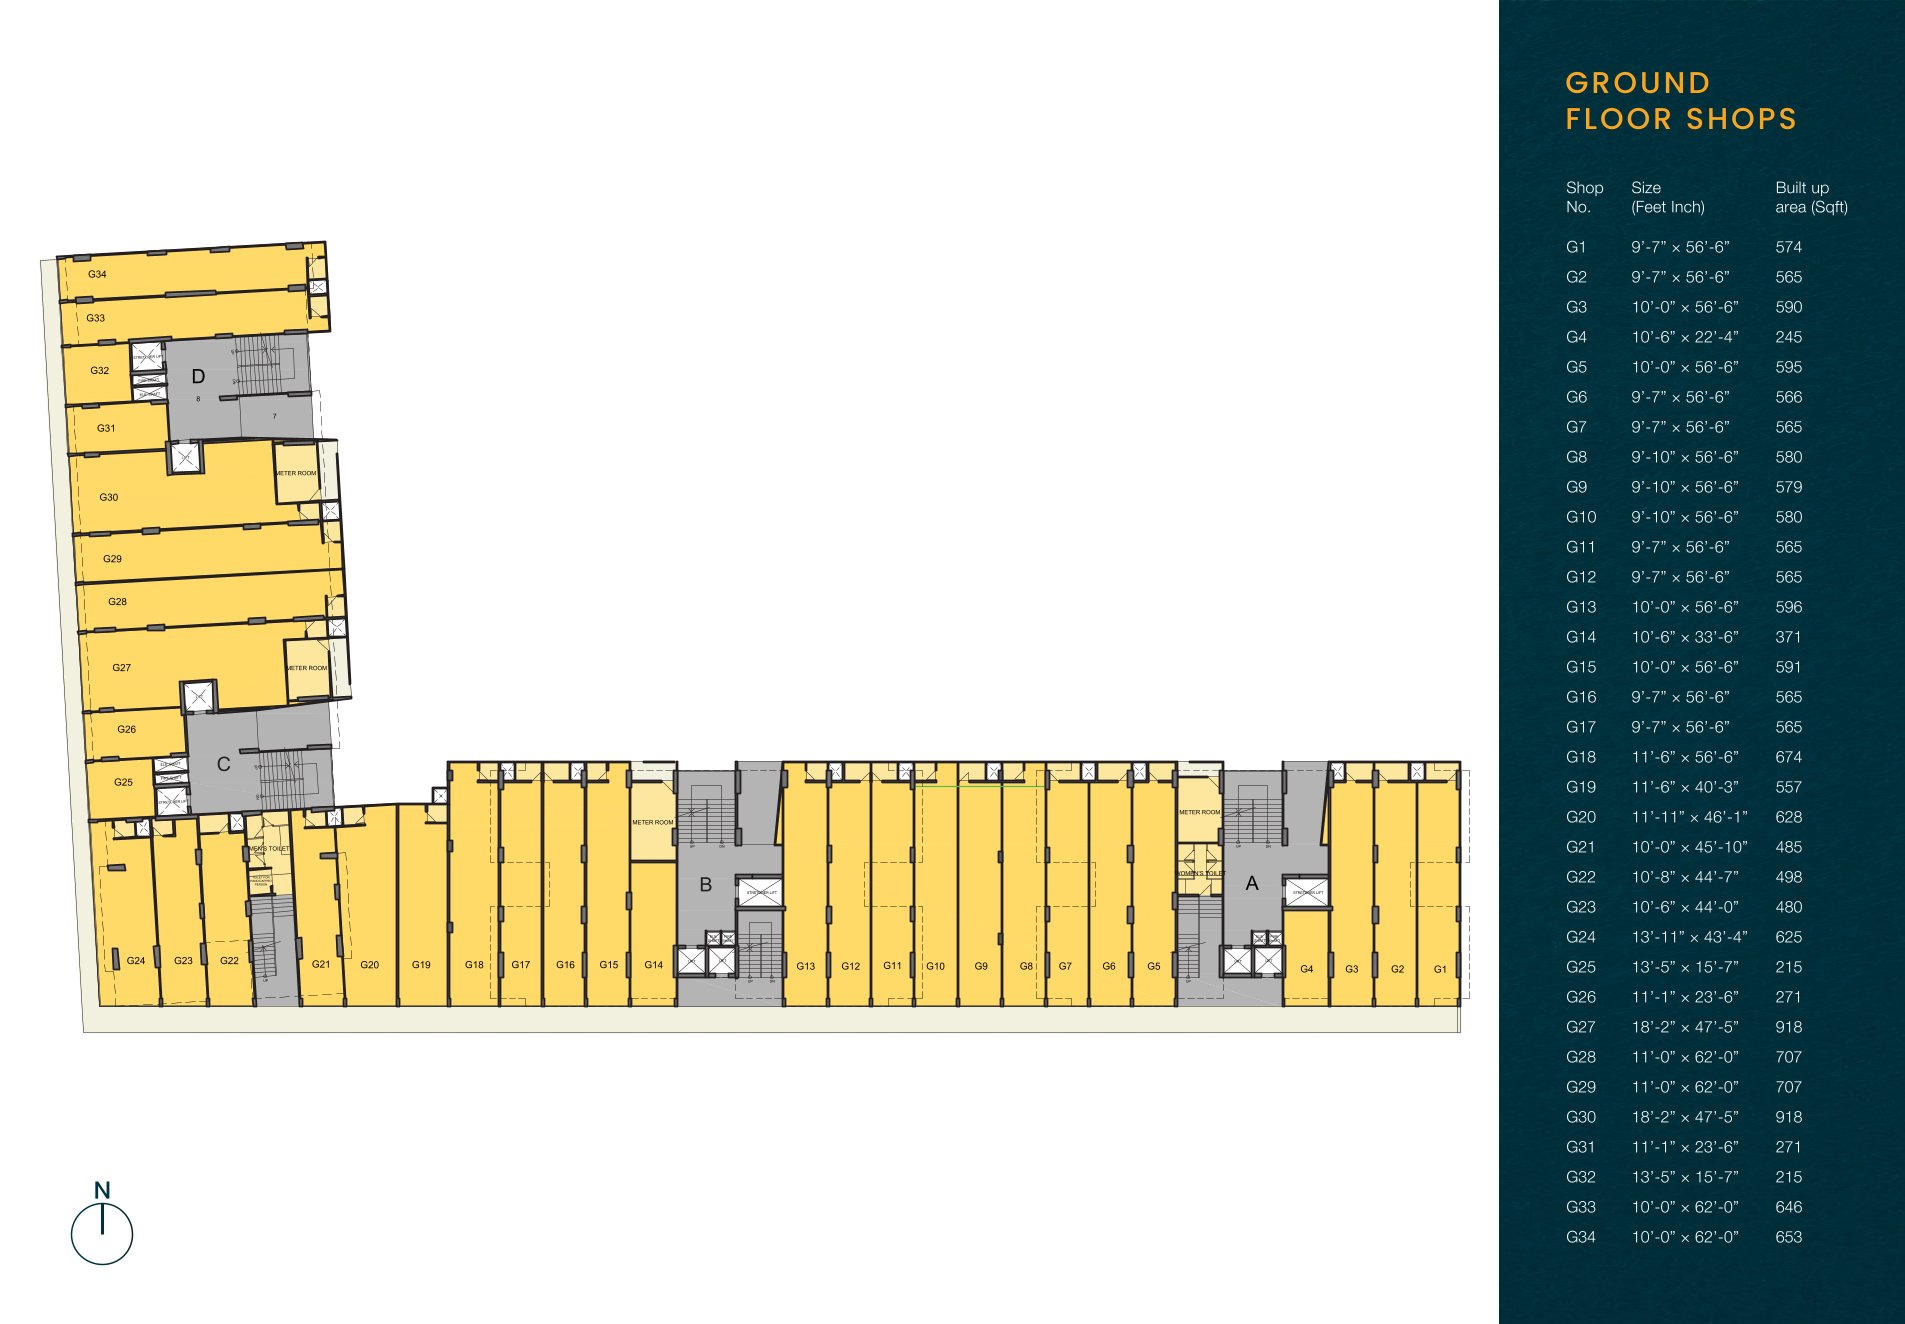 GROUND
FLOOR SHOPS
Shop No. Size (Feet Inch) Built up area (Sqft)
G1 9’-7” × 56’-6” 574
G2 9’-7” × 56’-6” 565
G3 10’-0” × 56’-6” 590
G4 10’-6” × 22’-4” 245
G5 10’-0” × 56’-6” 595
G6 9’-7” × 56’-6” 566
G7 9’-7” × 56’-6” 565
G8 9’-10” × 56’-6” 580
G9 9’-10” × 56’-6” 579
G10 9’-10” × 56’-6” 580
G11 9’-7” × 56’-6” 565
G12 9’-7” × 56’-6” 565
G13 10’-0” × 56’-6” 596
G14 10’-6” × 33’-6” 371
G15 10’-0” × 56’-6” 591
G16 9’-7” × 56’-6” 565
G17 9’-7” × 56’-6” 565
G18 11’-6” × 56’-6” 674
G19 11’-6” × 40’-3” 557
G20 11’-11” × 46’-1” 628
G21 10’-0” × 45’-10” 485
G22 10’-8” × 44’-7” 498
G23 10’-6” × 44’-0” 480
G24 13’-11” × 43’-4” 625
G25 13’-5” × 15’-7” 215
G26 11’-1” × 23’-6” 271
G27 18’-2” × 47’-5” 918
G28 11’-0” × 62’-0” 707
G29 11’-0” × 62’-0” 707
G30 18’-2” × 47’-5” 918
G31 11’-1” × 23’-6” 271
G32 13’-5” × 15’-7” 215
G33 10’-0” × 62’-0” 646
G34 10’-0” × 62’-0” 653
G34
G33
G32
STRETCHER LIFT
D
8
7
G31
METER ROOM
G30
G29
G28
G27
METER ROOM
G26
C
G25
STRETCHER LIFT
MEN'S TOILET
METER ROOM
METER ROOM
WOMEN'S TOILET
B
STRETCHER LIFT
A
STRETCHER LIFT
G24
G23
G22
G21
G20
G19
G18
G17
G16
G15
G14
G13
G12
G11
G10
G9
G8
G7
G6
G5
G4
G3
G2
G1
N